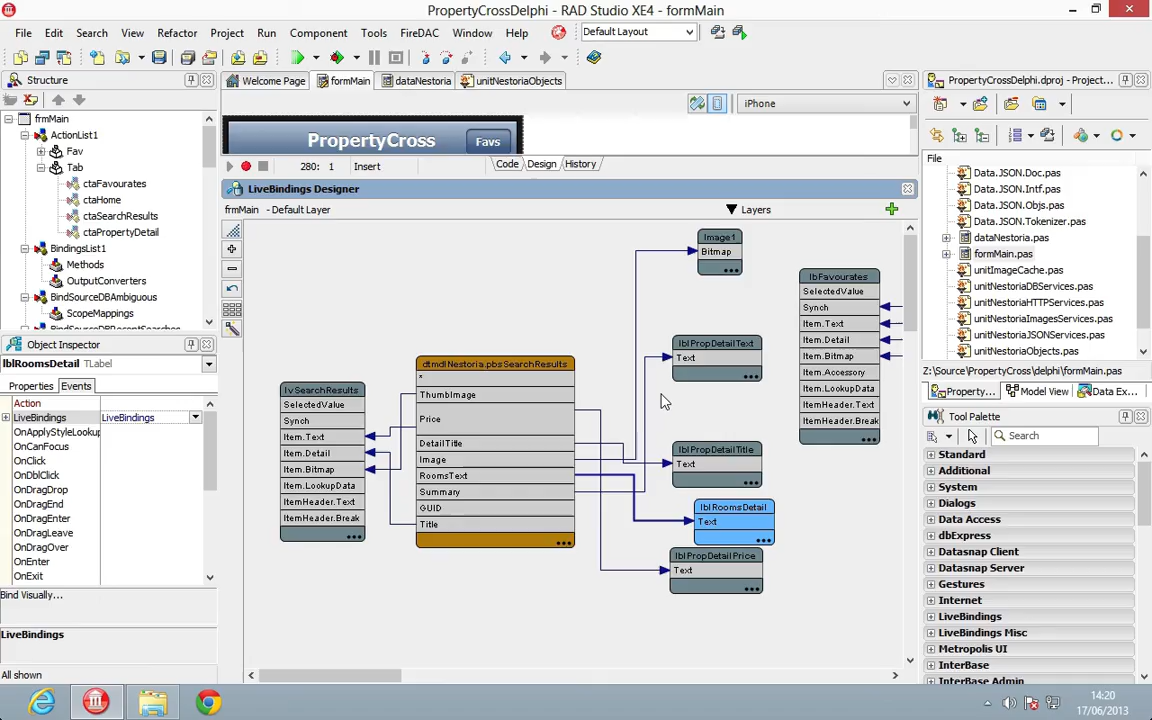 PropertyCrossDelphi - RAD Studio XE4 - formMain
File Edit Search View Refactor Project Run Component Tools FireDAC Window Help
Default Layout
Structure
frmMain
ActionList1
Fav
Tab
ctaFavourates
ctaHome
ctaSearchResults
ctaPropertyDetail
BindingsList1
Methods
OutputConverters
BindSourceDBAmbiguous
ScopeMappings
BindSourceDBRecentSearches
Object Inspector
lblRoomsDetail TLabel
Properties Events
Action
LiveBindings LiveBindings
OnApplyStyleLookup
OnCanFocus
OnClick
OnDblClick
OnDragDrop
OnDragEnd
OnDragEnter
OnDragLeave
OnDragOver
OnEnter
OnExit
Bind Visually...
LiveBindings
All shown
Welcome Page formMain dataNestoria unitNestoriaObjects
iPhone
PropertyCross Favs
280: 1 Insert Code Design History
LiveBindings Designer
frmMain - Default Layer Layers
Image1
Bitmap
lbFavourates
SelectedValue
Synch
Item.Text
Item.Detail
Item.Bitmap
Item.Accessory
Item.LookupData
ItemHeader.Text
ItemHeader.Break
lblPropDetailText
Text
dtmdlNestoria.pbsSearchResults
*
ThumbImage
Price
DetailTitle
Image
RoomsText
Summary
GUID
Title
lvSearchResults
SelectedValue
Synch
Item.Text
Item.Detail
Item.Bitmap
Item.LookupData
ItemHeader.Text
ItemHeader.Break
lblPropDetailTitle
Text
lblRoomsDetail
Text
lblPropDetailPrice
Text
PropertyCrossDelphi.dproj - Project...
File
Data.JSON.Doc.pas
Data.JSON.Intf.pas
Data.JSON.Objs.pas
Data.JSON.Tokenizer.pas
dataNestoria.pas
formMain.pas
unitImageCache.pas
unitNestoriaDBServices.pas
unitNestoriaHTTPServices.pas
unitNestoriaImagesServices.pas
unitNestoriaJSONServices.pas
unitNestoriaObjects.pas
Z:\Source\PropertyCross\delphi\formMain.pas
Property... Model View Data Ex...
Tool Palette
Search
Standard
Additional
System
Dialogs
Data Access
dbExpress
Datasnap Client
Datasnap Server
Gestures
Internet
LiveBindings
LiveBindings Misc
Metropolis UI
InterBase
InterBase Admin
14:20
17/06/2013